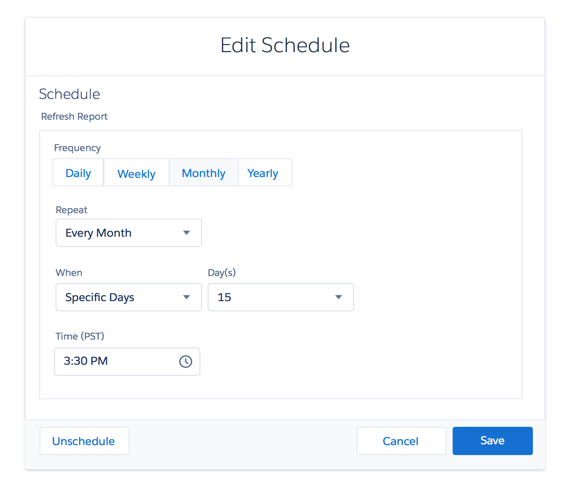 Edit Schedule
Schedule
Refresh Report
Frequency
Daily Weekly Monthly Yearly
Repeat
Every Month
When Day(s)
Specific Days 15
Time (PST)
3:30 PM
Unschedule Cancel Save